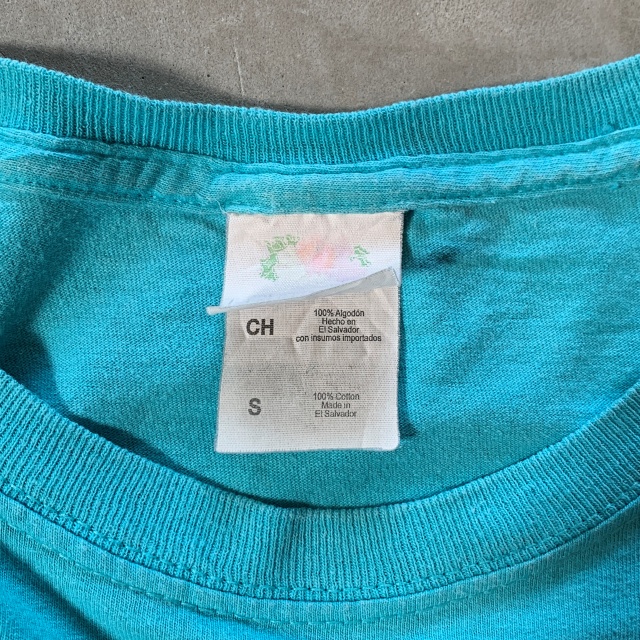 CH
100% Algodón
Hecho en
El Salvador
con insumos importados
S
100% Cotton
Made in
El Salvador